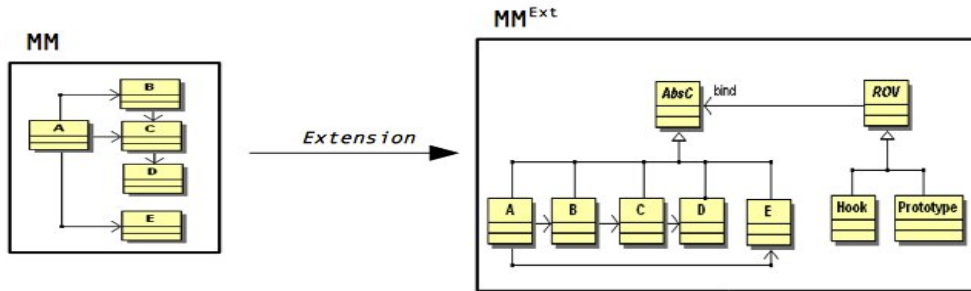 MM
B
A
C
D
E
Extension
MMExt
AbsC
bind
ROV
A
B
C
D
E
Hook
Prototype